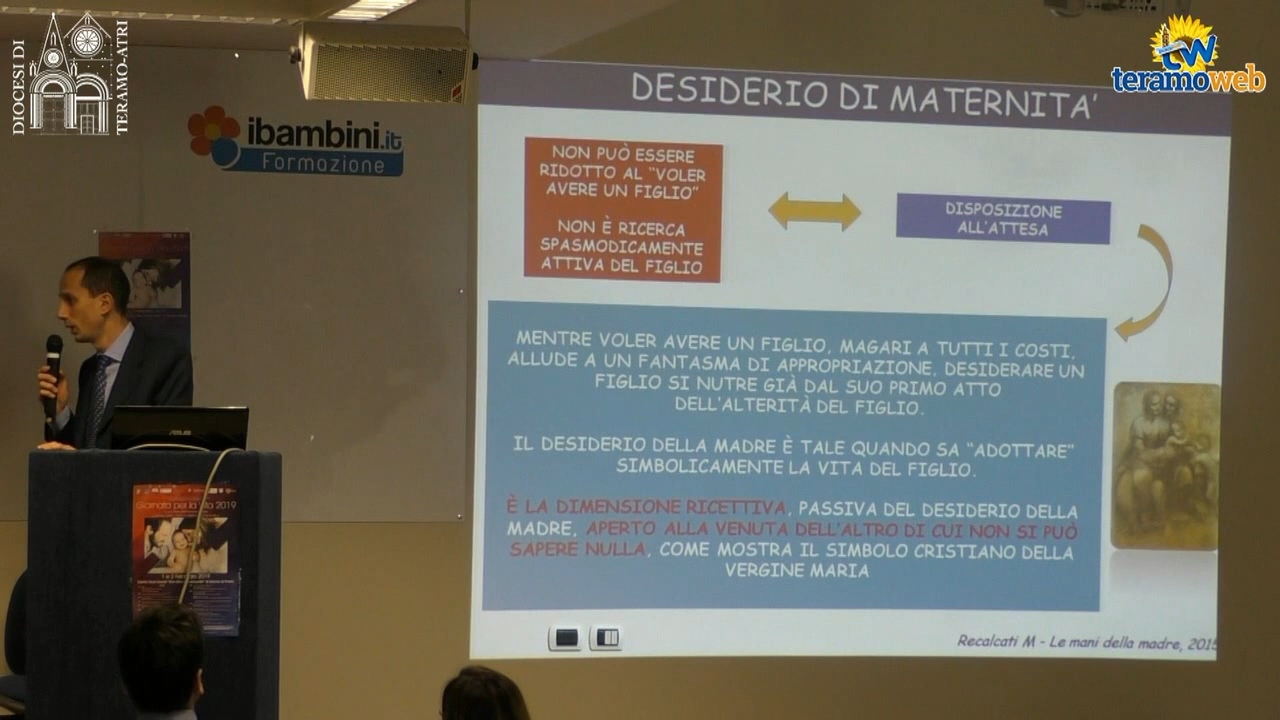 DIOCESI DI
TERAMO-ATRI
teramoweb
ibambini.it
Formazione
DESIDERIO DI MATERNITA'
NON PUÒ ESSERE
RIDOTTO AL "VOLER
AVERE UN FIGLIO"
NON È RICERCA
SPASMODICAMENTE
ATTIVA DEL FIGLIO
DISPOSIZIONE
ALL'ATTESA
MENTRE VOLER AVERE UN FIGLIO, MAGARI A TUTTI I COSTI,
ALLUDE A UN FANTASMA DI APPROPRIAZIONE, DESIDERARE UN
FIGLIO SI NUTRE GIÀ DAL SUO PRIMO ATTO
DELL'ALTERITÀ DEL FIGLIO.
IL DESIDERIO DELLA MADRE È TALE QUANDO SA "ADOTTARE"
SIMBOLICAMENTE LA VITA DEL FIGLIO.
È LA DIMENSIONE RICETTIVA, PASSIVA DEL DESIDERIO DELLA
MADRE, APERTO ALLA VENUTA DELL'ALTRO DI CUI NON SI PUÒ
SAPERE NULLA, COME MOSTRA IL SIMBOLO CRISTIANO DELLA
VERGINE MARIA
Recalcati M - Le mani della madre, 2015
ASUS
Giornata per la Vita 2019
1 e 2 Febbraio 2019